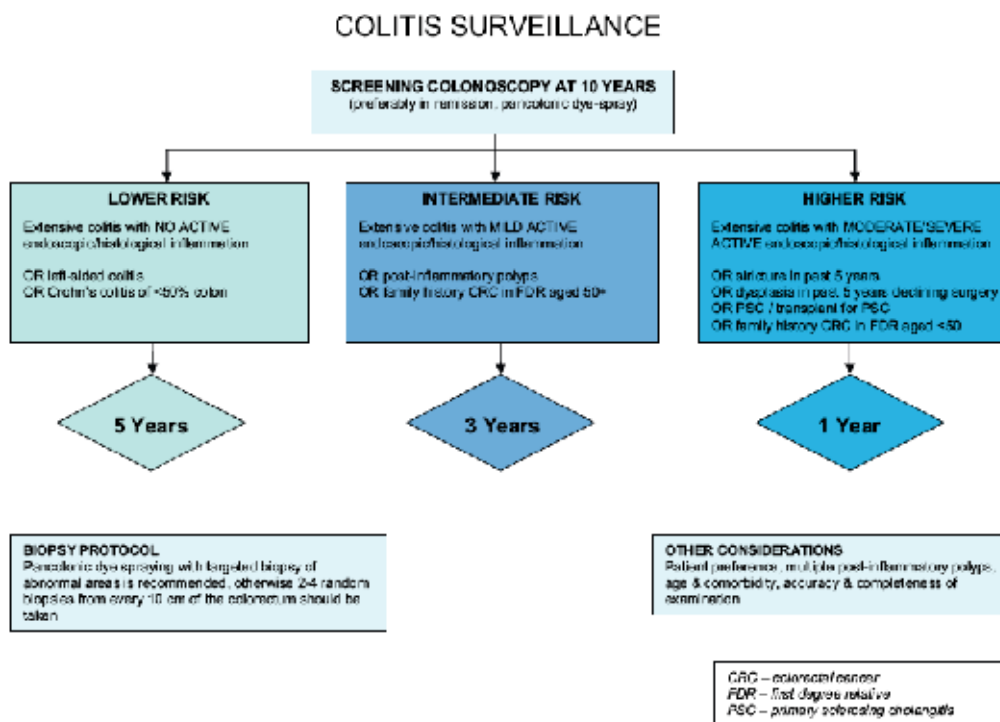 COLITIS SURVEILLANCE
SCREENING COLONOSCOPY AT 10 YEARS
(preferably in remission, pancolonic dye-spray)
LOWER RISK
Extensive colitis with NO ACTIVE
endoscopic/histological inflammation
OR left-sided colitis
OR Crohn's colitis of <50% colon
INTERMEDIATE RISK
Extensive colitis with MILD ACTIVE
endoscopic/histological inflammation
OR post-inflammatory polyps
OR family history CRC in FDR aged 50+
HIGHER RISK
Extensive colitis with MODERATE/SEVERE
ACTIVE endoscopic/histological inflammation
OR stricture in past 5 years
OR dysplasia in past 5 years declining surgery
OR PSC / transplant for PSC
OR family history CRC in FDR aged <50
5 Years
3 Years
1 Year
BIOPSY PROTOCOL
Pancolonic dye spraying with targeted biopsy of
abnormal areas is recommended, otherwise 2-4 random
biopsies from every 10 cm of the colorectum should be
taken
OTHER CONSIDERATIONS
Patient preference, multiple post-inflammatory polyps,
age & comorbidity, accuracy & completeness of
examination
CRC – colorectal cancer
FDR – first degree relative
PSC – primary sclerosing cholangitis